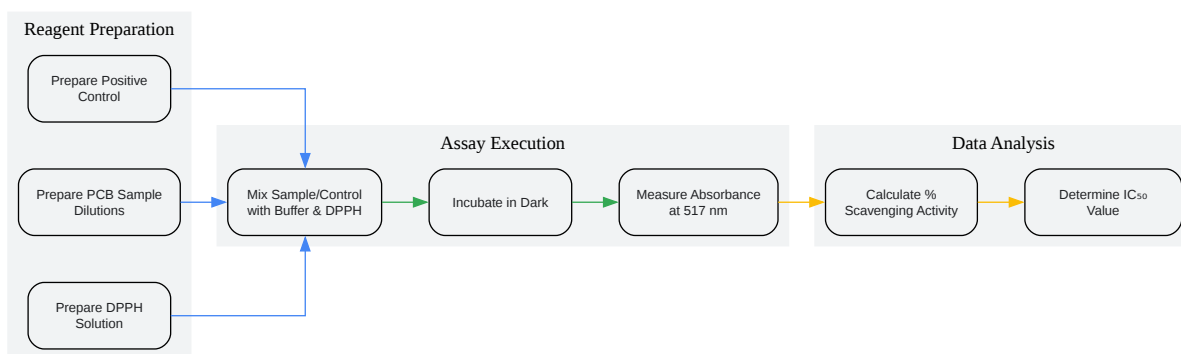 Reagent Preparation
Prepare Positive
Control
Prepare PCB Sample
Dilutions
Prepare DPPH
Solution
Assay Execution
Mix Sample/Control
with Buffer & DPPH
Incubate in Dark
Measure Absorbance
at 517 nm
Data Analysis
Calculate %
Scavenging Activity
Determine IC₅₀
Value